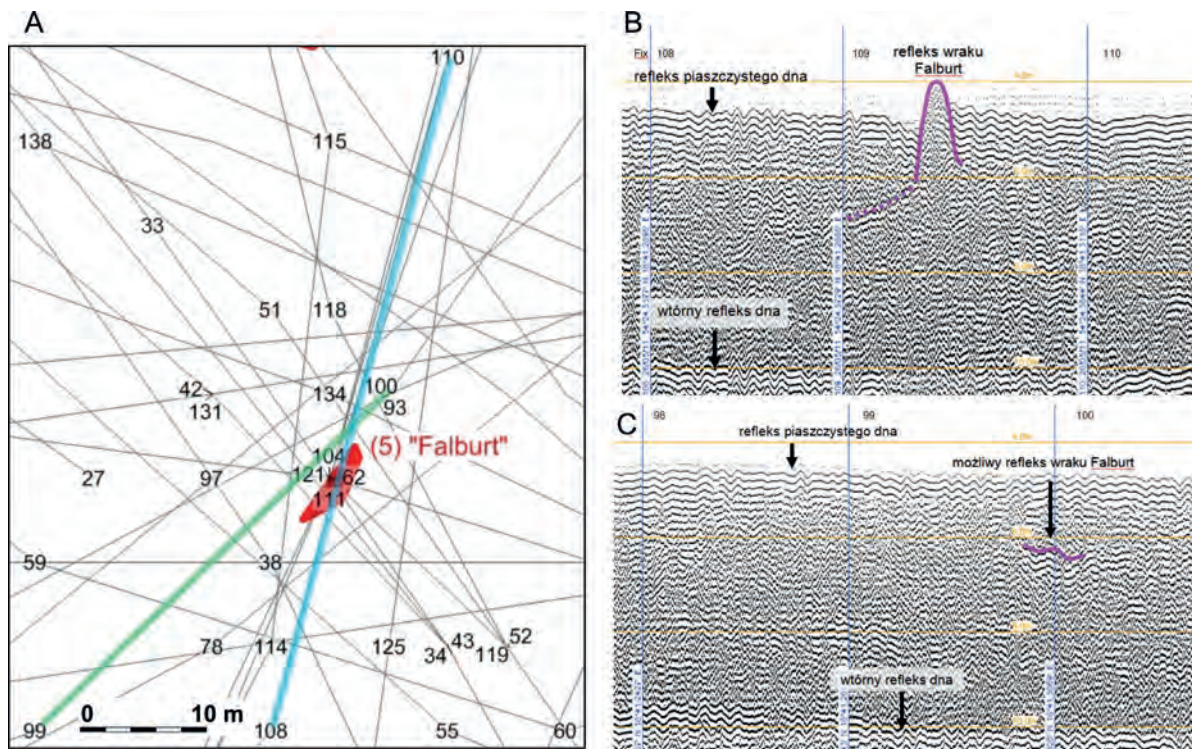 A
110
138
115
33
51
118
42
134
100
131
93
(5) "Falburt"
104
27
97
121
62
111
59
38
78
114
125
34
43
119
52
0 10 m
99
108
55
60
B
Fix 108
109
110
refleks wraku
Falburt
refleks piaszczystego dna
wtórny refleks dna
C
98
99
100
refleks piaszczystego dna
możliwy refleks wraku Falburt
wtórny refleks dna